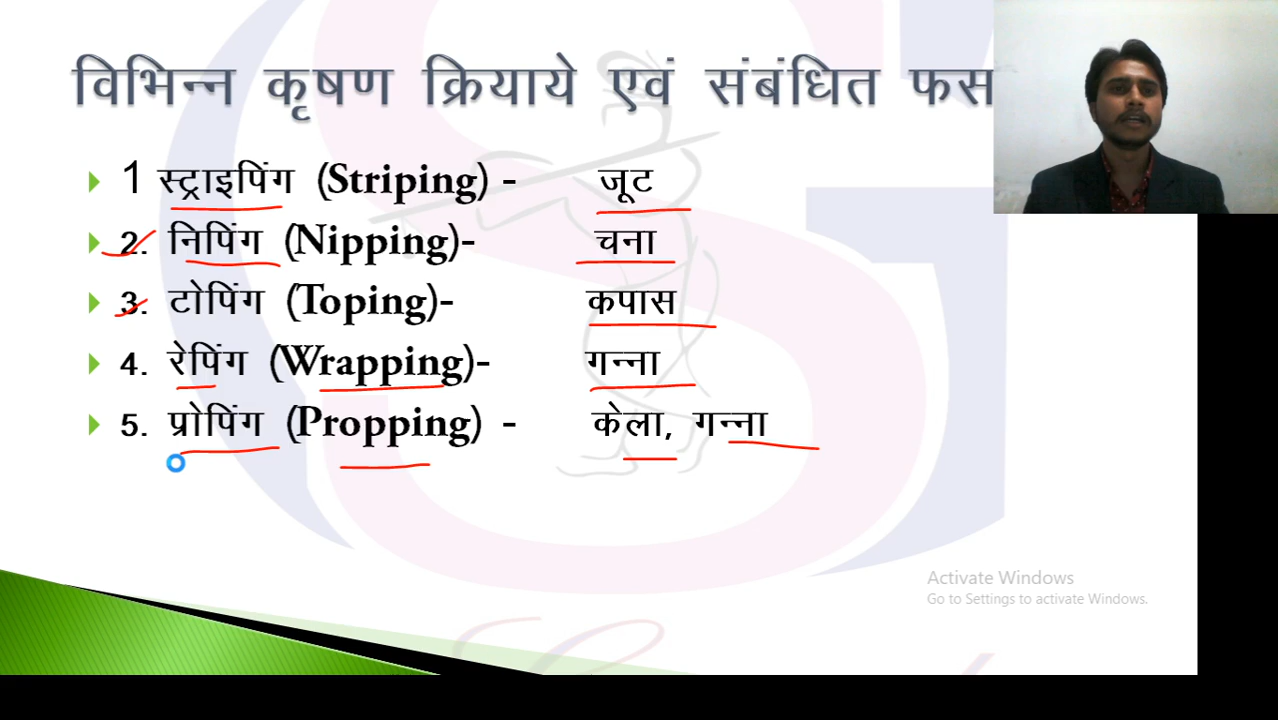 विभिन्न कृषण क्रियाये एवं संबंधित फस
1 स्ट्राइपिंग (Striping) - जूट
2. निपिंग (Nipping)- चना
3. टोपिंग (Toping)- कपास
4. रेपिंग (Wrapping)- गन्ना
5. प्रोपिंग (Propping) - केला, गन्ना
Activate Windows
Go to Settings to activate Windows.